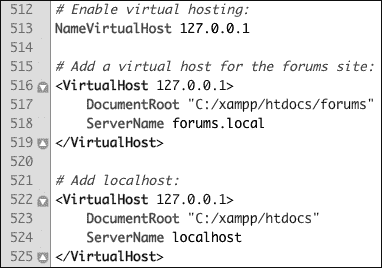 512 # Enable virtual hosting:
513 NameVirtualHost 127.0.0.1
514
515 # Add a virtual host for the forums site:
516 <VirtualHost 127.0.0.1>
517 DocumentRoot "C:/xampp/htdocs/forums"
518 ServerName forums.local
519 </VirtualHost>
520
521 # Add localhost:
522 <VirtualHost 127.0.0.1>
523 DocumentRoot "C:/xampp/htdocs"
524 ServerName localhost
525 </VirtualHost>